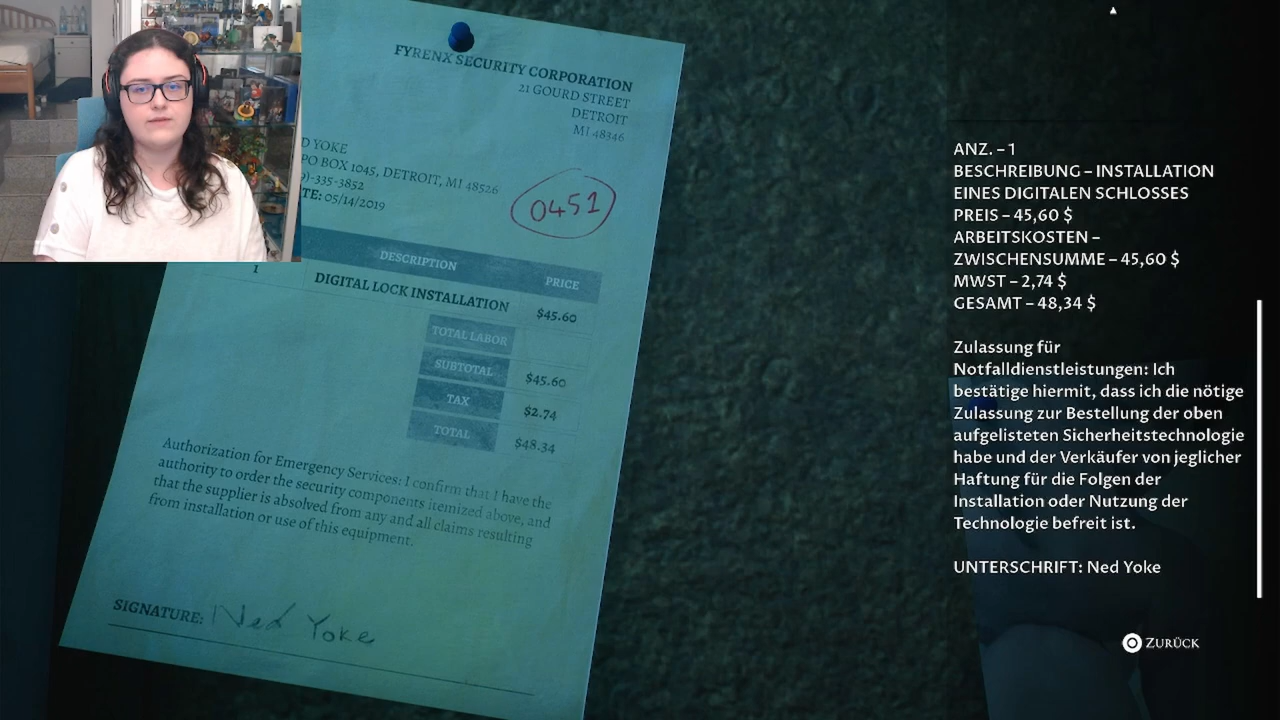 FYRENX SECURITY CORPORATION
21 GOURD STREET
DETROIT
MI 48346
D YOKE
PO BOX 1045, DETROIT, MI 48526
)-335-3852
TE: 05/14/2019
0451
DESCRIPTION PRICE
1 DIGITAL LOCK INSTALLATION $45.60
TOTAL LABOR
SUBTOTAL $45.60
TAX $2.74
TOTAL $48.34
Authorization for Emergency Services: I confirm that I have the
authority to order the security components itemized above, and
that the supplier is absolved from any and all claims resulting
from installation or use of this equipment.
SIGNATURE: Ned Yoke
ANZ. – 1
BESCHREIBUNG – INSTALLATION
EINES DIGITALEN SCHLOSSES
PREIS – 45,60 $
ARBEITSKOSTEN –
ZWISCHENSUMME – 45,60 $
MWST – 2,74 $
GESAMT – 48,34 $
Zulassung für
Notfalldienstleistungen: Ich
bestätige hiermit, dass ich die nötige
Zulassung zur Bestellung der oben
aufgelisteten Sicherheitstechnologie
habe und der Verkäufer von jeglicher
Haftung für die Folgen der
Installation oder Nutzung der
Technologie befreit ist.
UNTERSCHRIFT: Ned Yoke
ZURÜCK